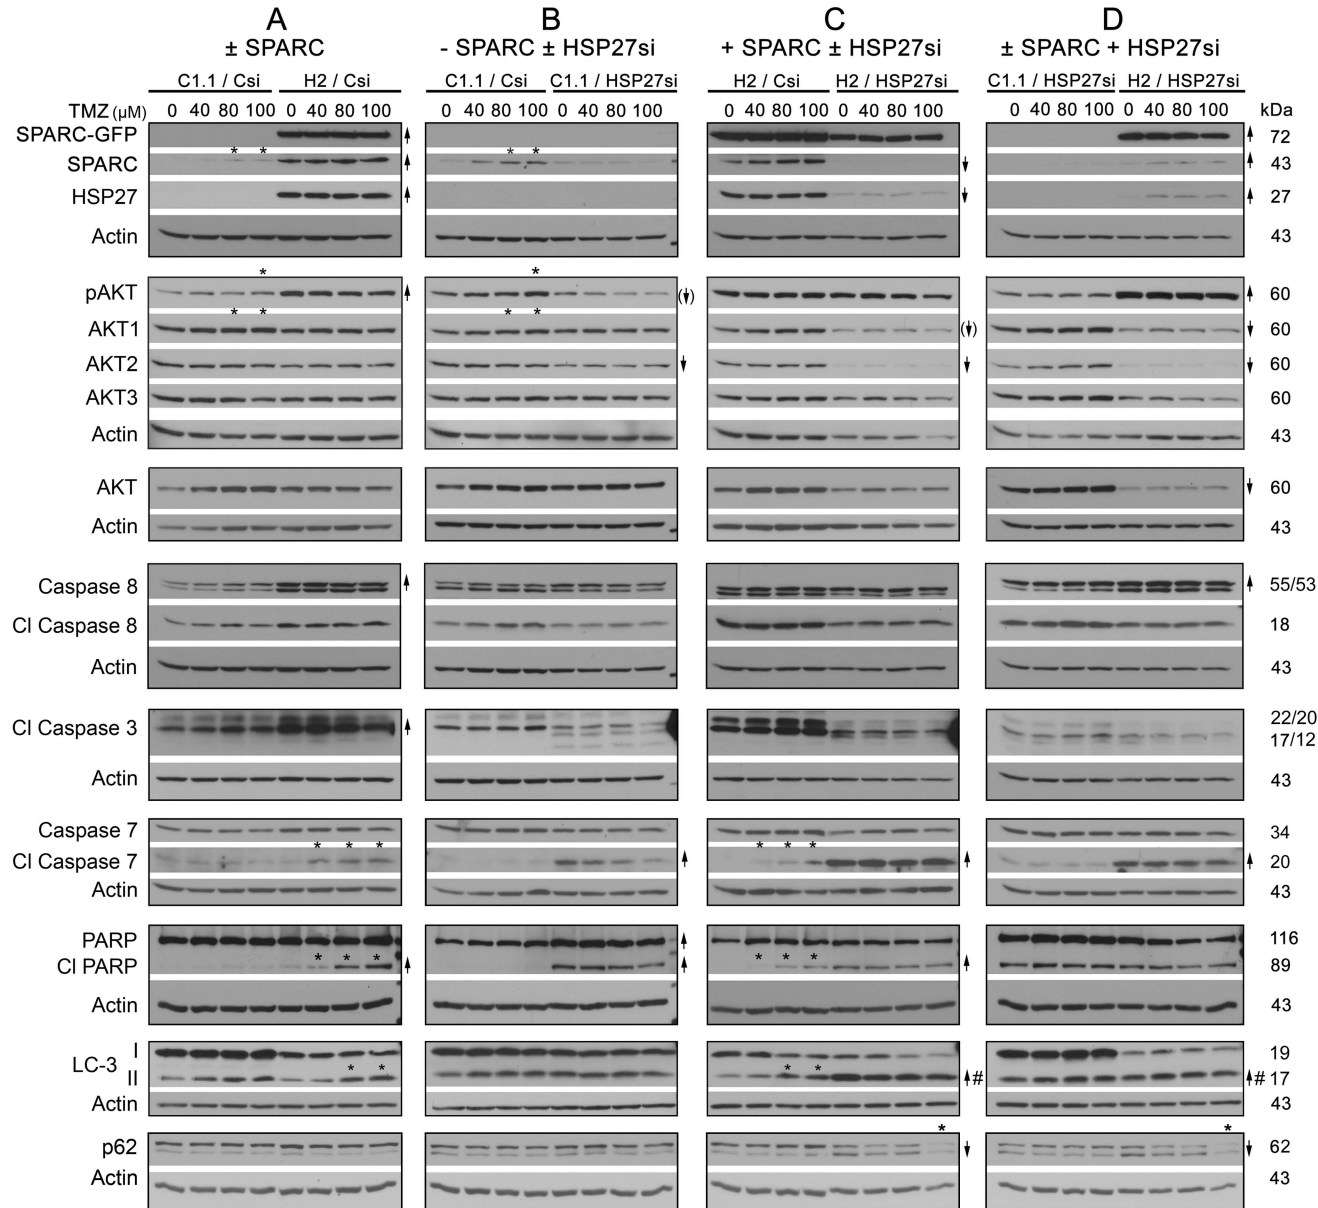 A B C D
± SPARC - SPARC ± HSP27si + SPARC ± HSP27si ± SPARC + HSP27si
C1.1 / Csi H2 / Csi C1.1 / Csi C1.1 / HSP27si H2 / Csi H2 / HSP27si C1.1 / HSP27si H2 / HSP27si
TMZ (µM) 0 40 80 100 0 40 80 100 0 40 80 100 0 40 80 100 0 40 80 100 0 40 80 100 0 40 80 100 0 40 80 100 kDa
SPARC-GFP ↑ ↑ 72
* * * *
SPARC ↑ ↓ ↑ 43
HSP27 ↑ ↓ ↑ 27
Actin 43
* *
pAKT ↑ (↓) ↑ 60
* * * *
AKT1 (↓) ↓ 60
AKT2 ↓ ↓ ↓ 60
AKT3 60
Actin 43
AKT ↓ 60
Actin 43
Caspase 8 ↑ ↑ 55/53
Cl Caspase 8 18
Actin 43
Cl Caspase 3 ↑ 22/20
17/12
Actin 43
Caspase 7 34
* * * * * *
Cl Caspase 7 ↑ ↑ ↑ 20
Actin 43
PARP ↑ 116
* * * * * *
Cl PARP ↑ ↑ ↑ 89
Actin 43
I 19
LC-3 * * * *
II ↑# ↑# 17
Actin 43
* *
p62 ↓ ↓ 62
Actin 43